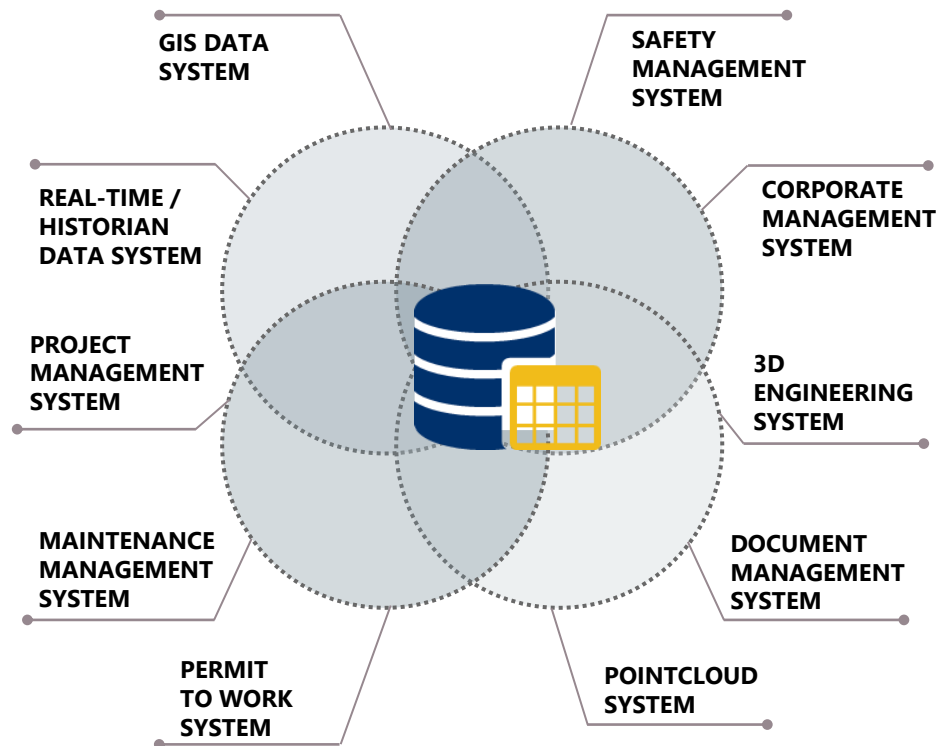 GIS DATA
SYSTEM
SAFETY
MANAGEMENT
SYSTEM
REAL-TIME /
HISTORIAN
DATA SYSTEM
CORPORATE
MANAGEMENT
SYSTEM
PROJECT
MANAGEMENT
SYSTEM
3D
ENGINEERING
SYSTEM
MAINTENANCE
MANAGEMENT
SYSTEM
DOCUMENT
MANAGEMENT
SYSTEM
PERMIT
TO WORK
SYSTEM
POINTCLOUD
SYSTEM